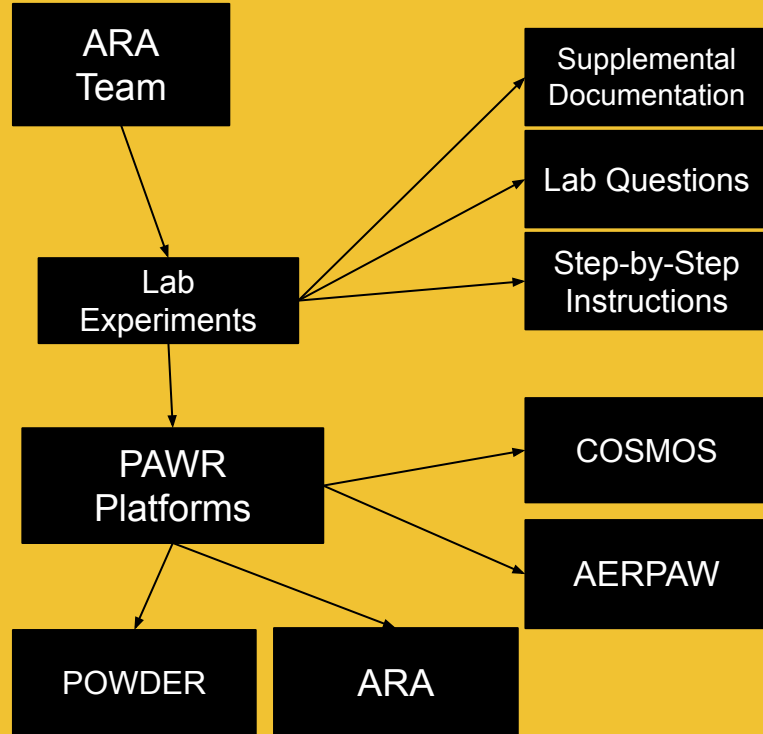 ARA
Team
Supplemental
Documentation
Lab Questions
Step-by-Step
Instructions
Lab
Experiments
PAWR
Platforms
COSMOS
AERPAW
POWDER
ARA